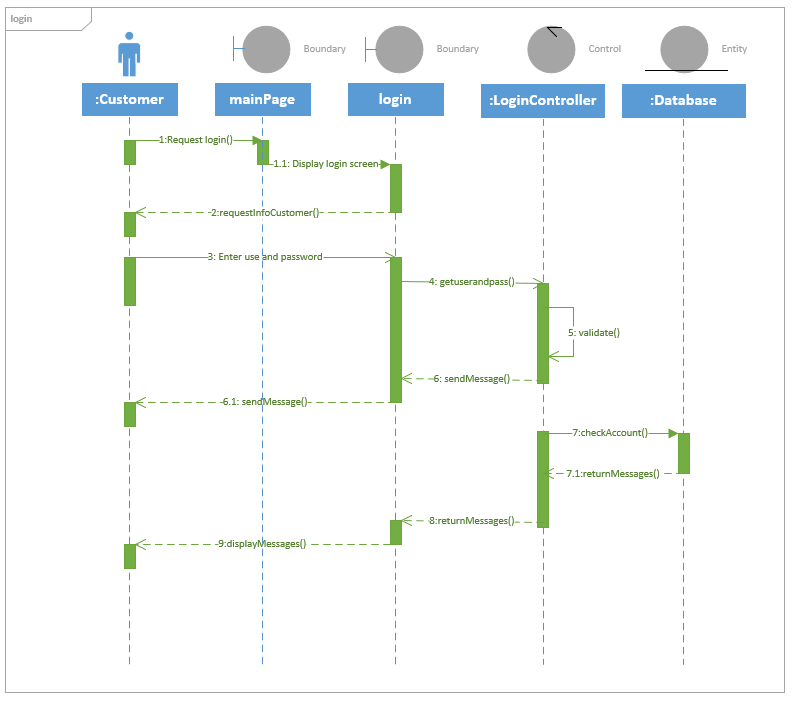 login
Boundary
Boundary
Control
Entity
:Customer
mainPage
login
:LoginController
:Database
1:Request login()
1.1: Display login screen
2:requestInfoCustomer()
3: Enter use and password
4: getuserandpass()
5: validate()
6: sendMessage()
6.1: sendMessage()
7:checkAccount()
7.1:returnMessages()
8:returnMessages()
9:displayMessages()